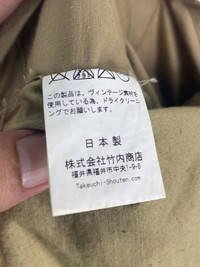 この製品は、ヴィンテージ素材を
使用している為、ドライクリーニ
ングでお願いします。
日本製
株式会社竹内商店
福井県福井市中央1-9-6
Takeuchi-Shouten.com